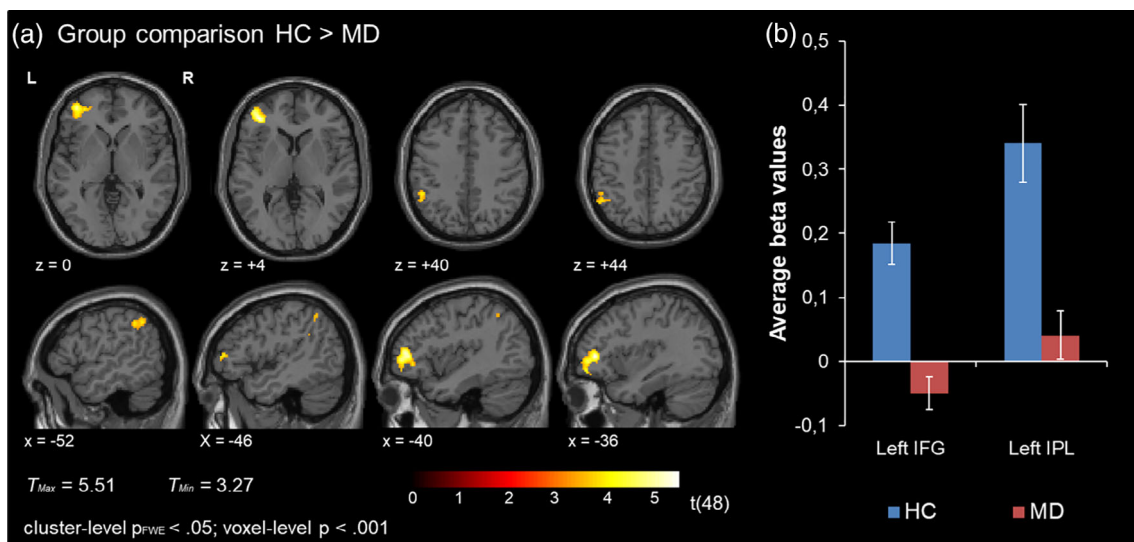 (a) Group comparison HC > MD
L R
z = 0 z = +4 z = +40 z = +44
x = -52 x = -46 x = -40 x = -36
TMax = 5.51 TMin = 3.27
0 1 2 3 4 5 t(48)
cluster-level pFWE < .05; voxel-level p < .001
(b)
Average beta values
0,5
0,4
0,3
0,2
0,1
0
-0,1
Left IFG Left IPL
HC MD